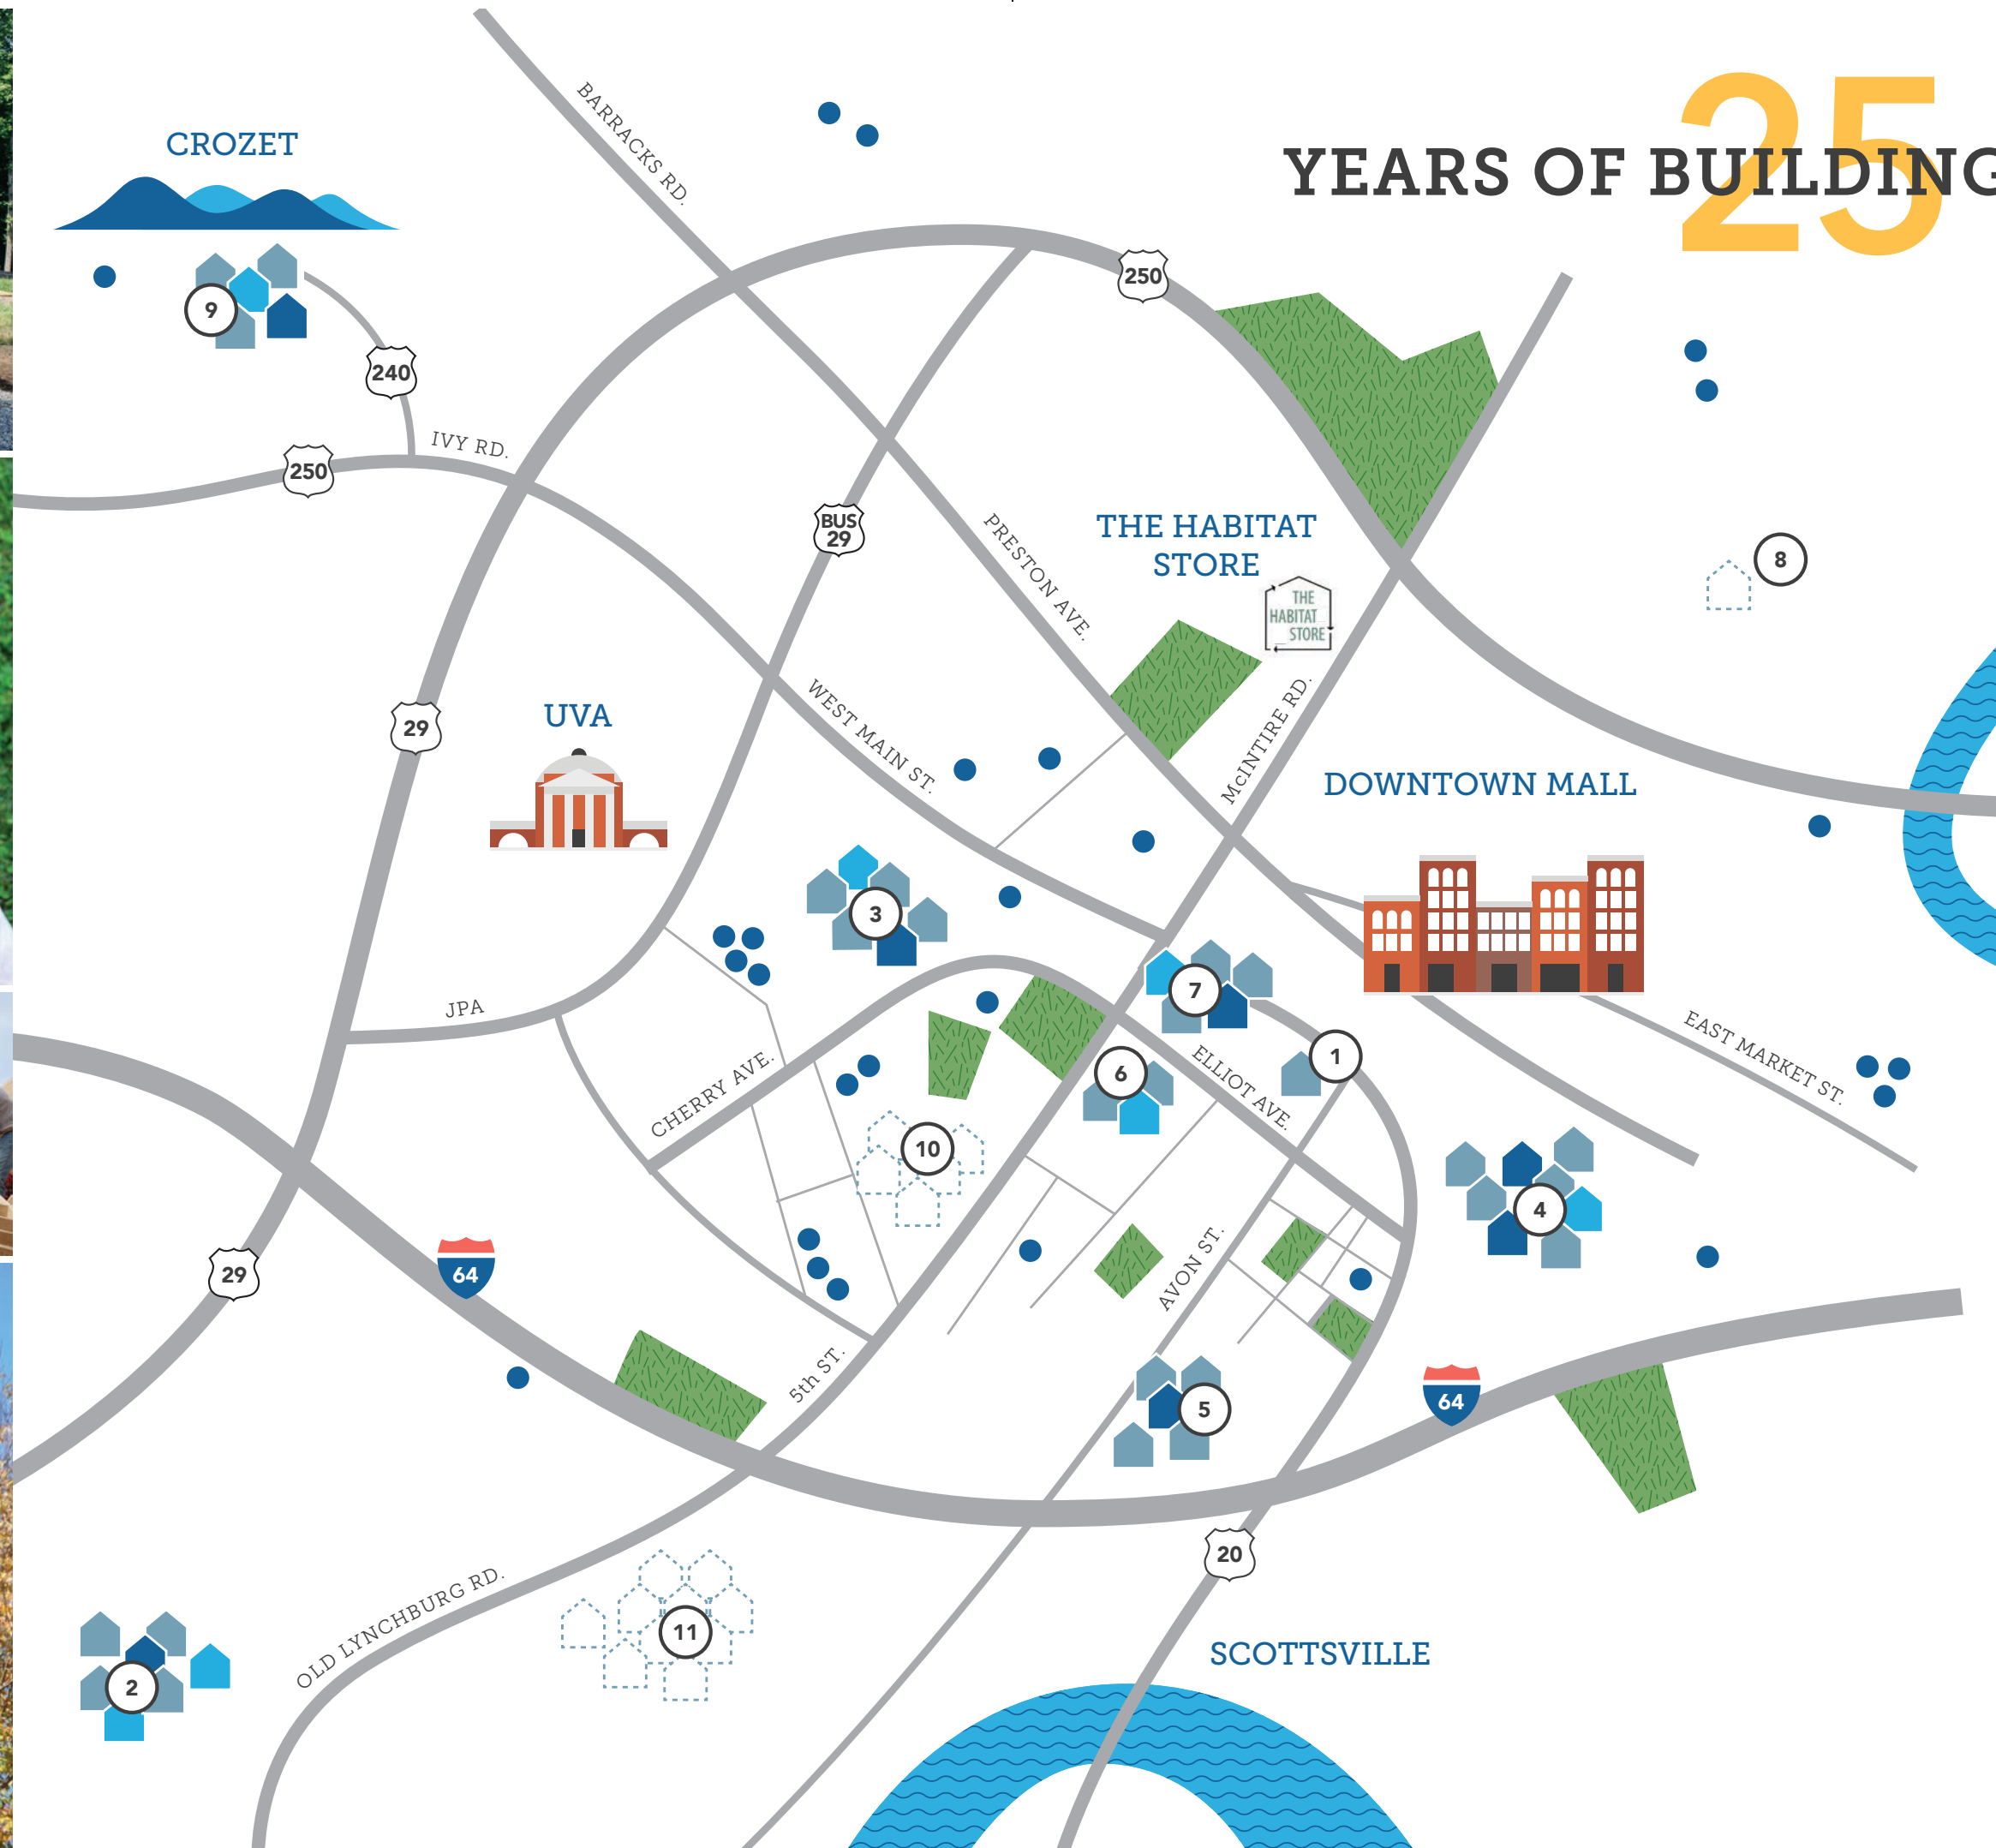 25
YEARS OF BUILDING
CROZET
BARRACKS RD.
250
9
240
IVY RD.
250
BUS
29
PRESTON AVE.
THE HABITAT
STORE
THE
HABITAT
STORE
8
29
UVA
WEST MAIN ST.
McINTIRE RD.
DOWNTOWN MALL
3
7
JPA
CHERRY AVE.
6
ELLIOT AVE.
1
EAST MARKET ST.
10
4
29
64
AVON ST.
5th ST.
5
64
20
OLD LYNCHBURG RD.
11
2
SCOTTSVILLE